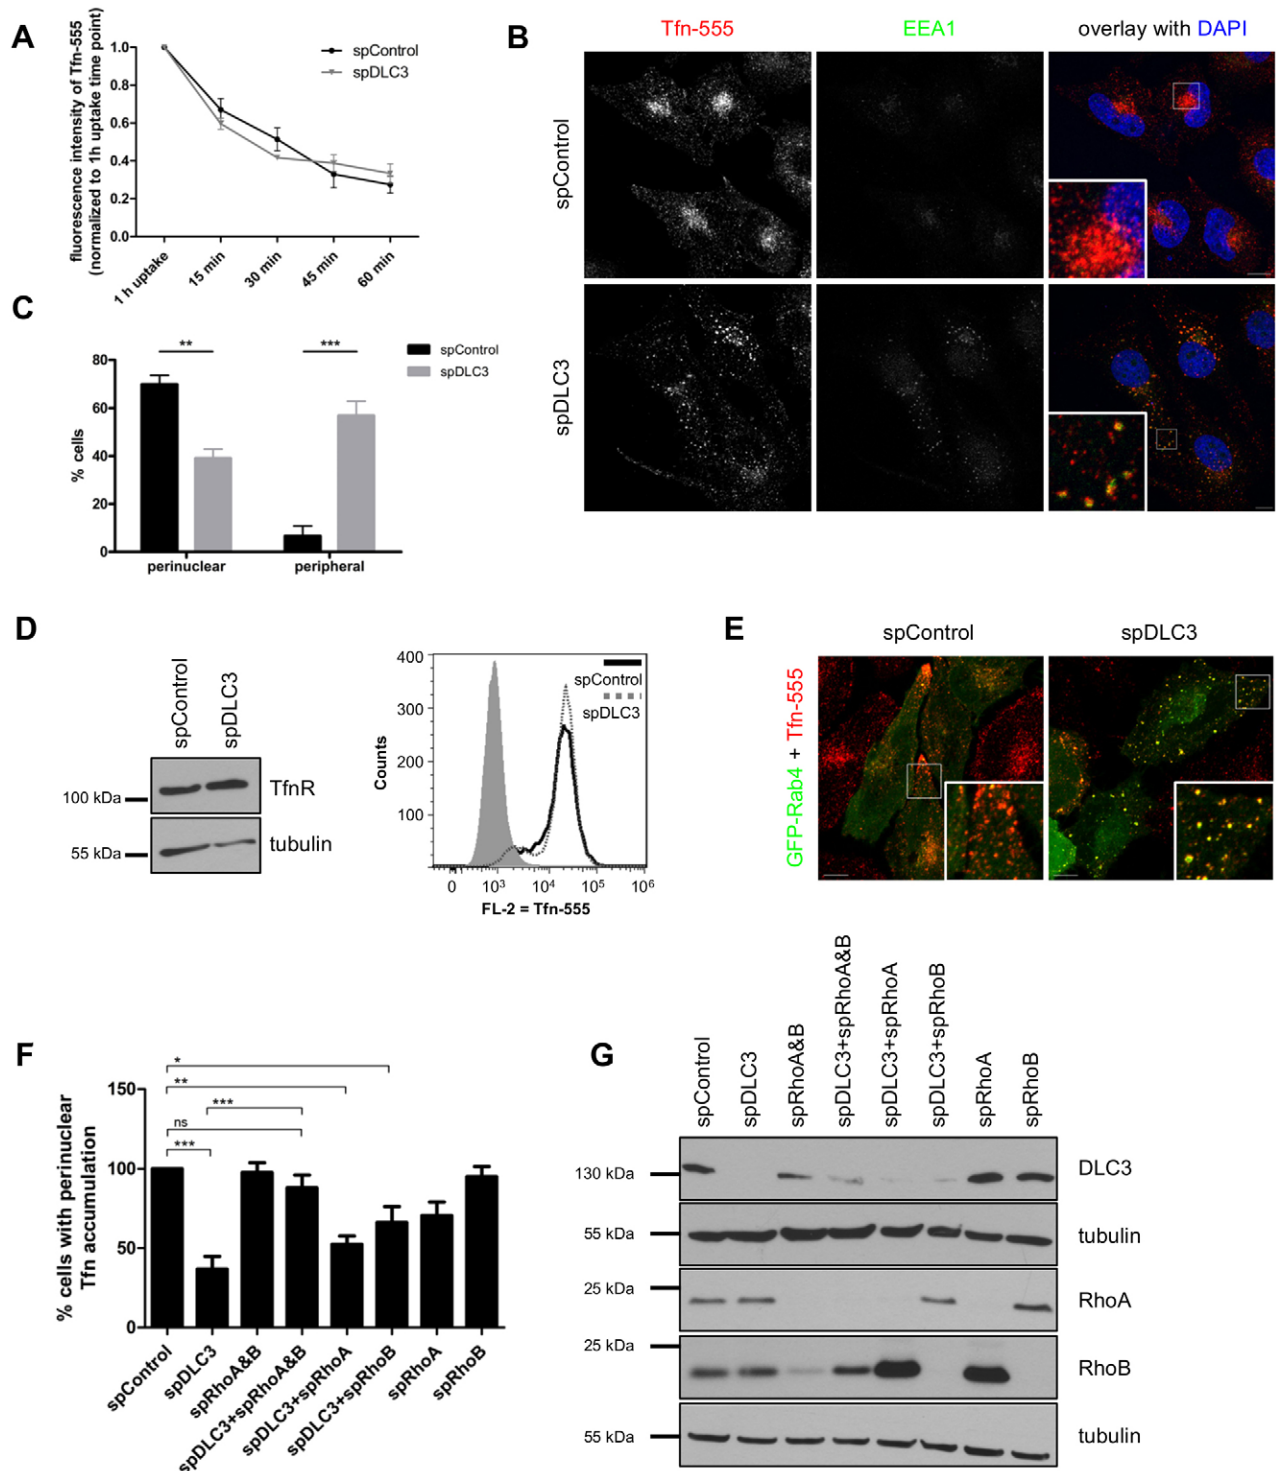 A
fluorescence intensity of Tfn-555
(normalized to 1h uptake time point)
1.0
0.8
0.6
0.4
0.2
0.0
spControl
spDLC3
1 h uptake
15 min
30 min
45 min
60 min
B
Tfn-555
EEA1
overlay with DAPI
spControl
spDLC3
C
% cells
80
60
40
20
0
**
***
spControl
spDLC3
perinuclear
peripheral
D
spControl
spDLC3
100 kDa
TfnR
55 kDa
tubulin
Counts
400
300
200
100
spControl
spDLC3
0
10³
10⁴
10⁵
10⁶
FL-2 = Tfn-555
E
spControl
spDLC3
GFP-Rab4 + Tfn-555
F
% cells with perinuclear
Tfn accumulation
150
100
50
0
*
**
***
ns
***
spControl
spDLC3
spRhoA&B
spDLC3+spRhoA&B
spDLC3+spRhoA
spDLC3+spRhoB
spRhoA
spRhoB
G
spControl
spDLC3
spRhoA&B
spDLC3+spRhoA&B
spDLC3+spRhoA
spDLC3+spRhoB
spRhoA
spRhoB
130 kDa
DLC3
55 kDa
tubulin
25 kDa
RhoA
25 kDa
RhoB
55 kDa
tubulin